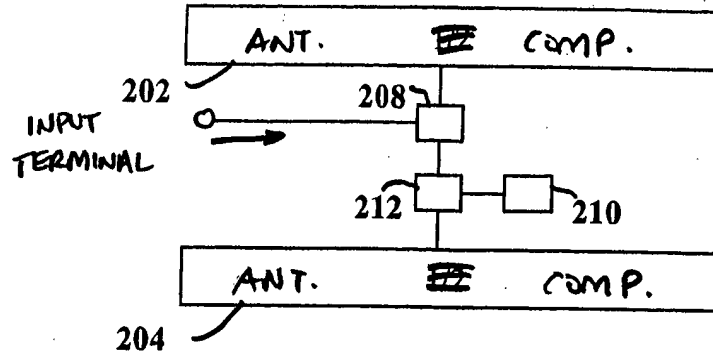 ANT. COMP.
202
208
INPUT
TERMINAL
212
210
ANT. COMP.
204